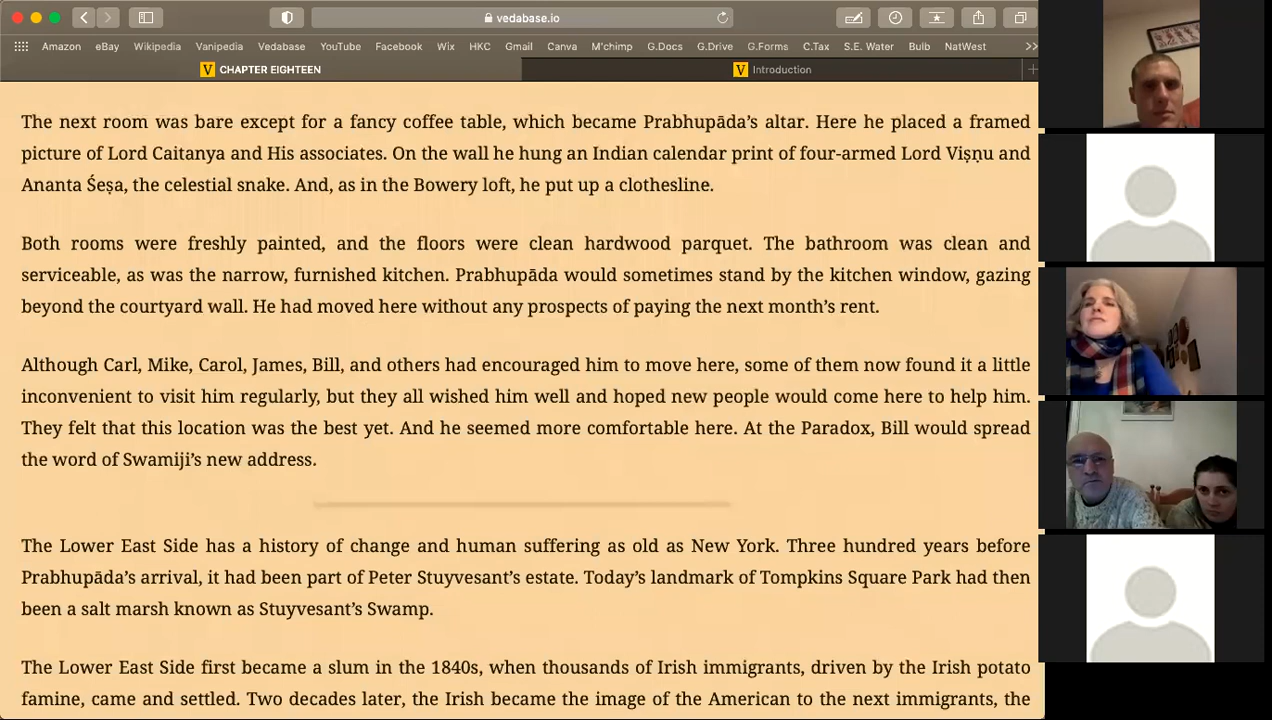 vedabase.io
Amazon eBay Wikipedia Vanipedia Vedabase YouTube Facebook Wix HKC Gmail Canva M'chimp G.Docs G.Drive G.Forms C.Tax S.E. Water Bulb NatWest >>
V CHAPTER EIGHTEEN V Introduction +
The next room was bare except for a fancy coffee table, which became Prabhupāda’s altar. Here he placed a framed
picture of Lord Caitanya and His associates. On the wall he hung an Indian calendar print of four-armed Lord Viṣṇu and
Ananta Śeṣa, the celestial snake. And, as in the Bowery loft, he put up a clothesline.
Both rooms were freshly painted, and the floors were clean hardwood parquet. The bathroom was clean and
serviceable, as was the narrow, furnished kitchen. Prabhupāda would sometimes stand by the kitchen window, gazing
beyond the courtyard wall. He had moved here without any prospects of paying the next month’s rent.
Although Carl, Mike, Carol, James, Bill, and others had encouraged him to move here, some of them now found it a little
inconvenient to visit him regularly, but they all wished him well and hoped new people would come here to help him.
They felt that this location was the best yet. And he seemed more comfortable here. At the Paradox, Bill would spread
the word of Swamiji’s new address.
The Lower East Side has a history of change and human suffering as old as New York. Three hundred years before
Prabhupāda’s arrival, it had been part of Peter Stuyvesant’s estate. Today’s landmark of Tompkins Square Park had then
been a salt marsh known as Stuyvesant’s Swamp.
The Lower East Side first became a slum in the 1840s, when thousands of Irish immigrants, driven by the Irish potato
famine, came and settled. Two decades later, the Irish became the image of the American to the next immigrants, the